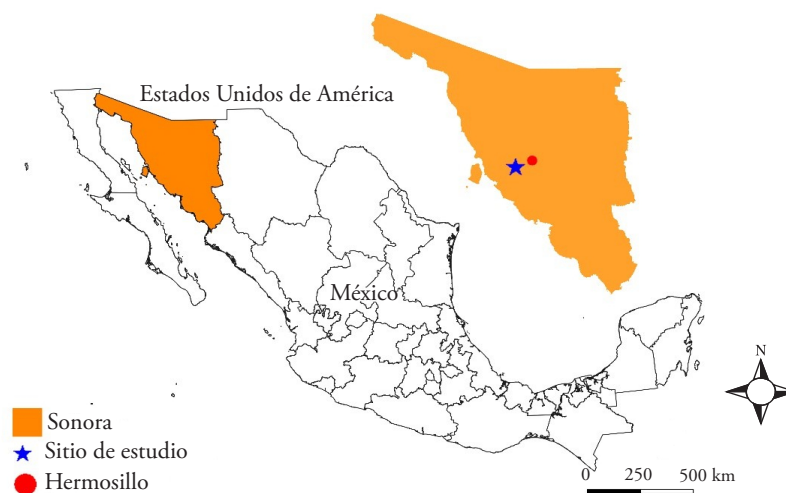 Estados Unidos de América
México
N
Sonora
Sitio de estudio
Hermosillo
0 250 500 km